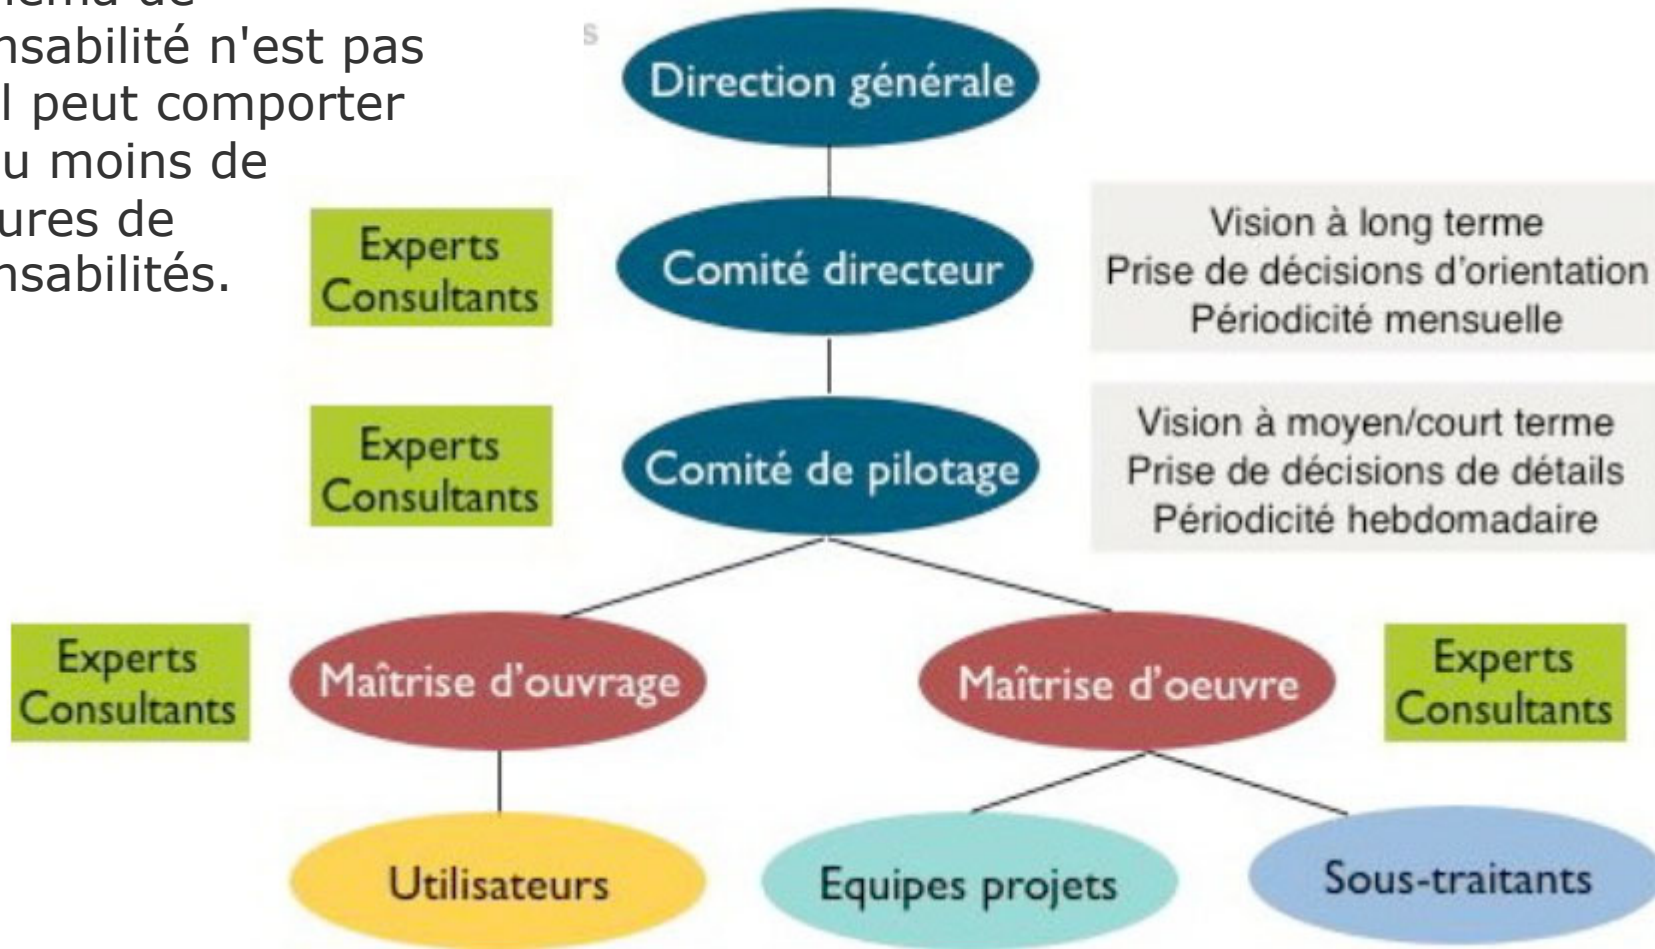 de
nsabilité n'est pas
l peut comporter
u moins de
ures de
nsabilités.
s
Direction générale
Experts
Consultants
Comité directeur
Vision à long terme
Prise de décisions d'orientation
Périodicité mensuelle
Experts
Consultants
Comité de pilotage
Vision à moyen/court terme
Prise de décisions de détails
Périodicité hebdomadaire
Experts
Consultants
Maîtrise d'ouvrage
Maîtrise d'oeuvre
Experts
Consultants
Utilisateurs
Equipes projets
Sous-traitants